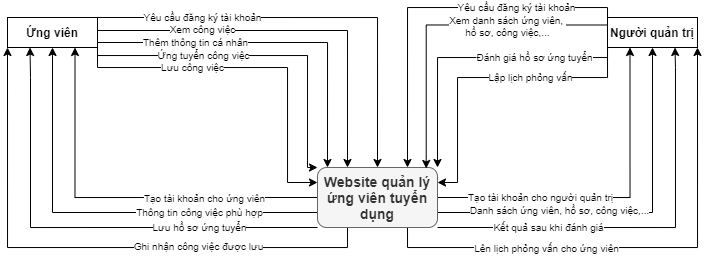 Yêu cầu đăng ký tài khoản
Xem công việc
Thêm thông tin cá nhân
Ứng tuyển công việc
Lưu công việc
Ứng viên
Yêu cầu đăng ký tài khoản
Xem danh sách ứng viên,
hồ sơ, công việc,...
Đánh giá hồ sơ ứng tuyển
Lập lịch phỏng vấn
Người quản trị
Website quản lý
ứng viên tuyển
dụng
Tạo tài khoản cho ứng viên
Thông tin công việc phù hợp
Lưu hồ sơ ứng tuyển
Ghi nhận công việc được lưu
Tạo tài khoản cho người quản trị
Danh sách ứng viên, hồ sơ, công việc,...
Kết quả sau khi đánh giá
Lên lịch phỏng vấn cho ứng viên